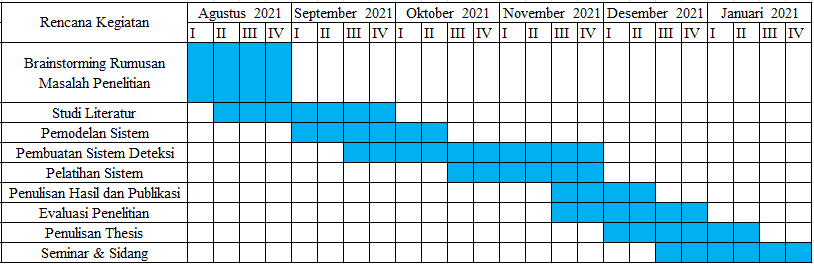 Rencana Kegiatan
Agustus 2021 September 2021 Oktober 2021 November 2021 Desember 2021 Januari 2021
I II III IV I II III IV I II III IV I II III IV I II III IV I II III IV
Brainstorming Rumusan
Masalah Penelitian
Studi Literatur
Pemodelan Sistem
Pembuatan Sistem Deteksi
Pelatihan Sistem
Penulisan Hasil dan Publikasi
Evaluasi Penelitian
Penulisan Thesis
Seminar & Sidang